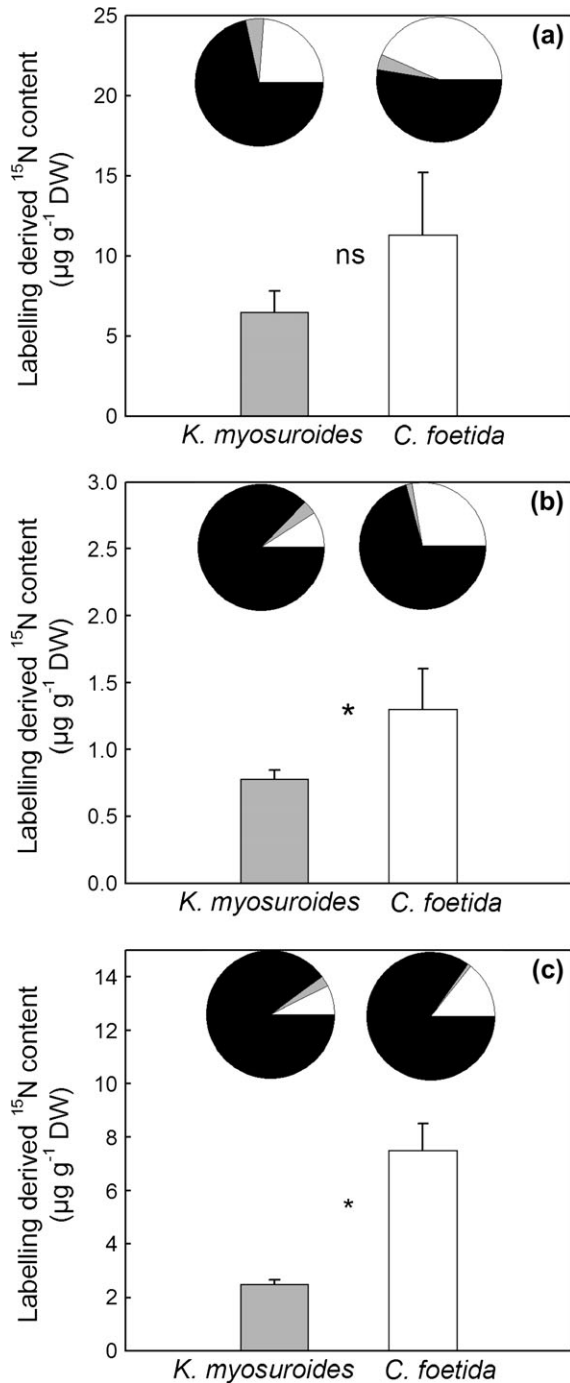 (a)
25
20
15
10
5
0
Labelling derived ¹⁵N content
(µg g⁻¹ DW)
ns
K. myosuroides C. foetida
(b)
3.0
2.5
2.0
1.5
1.0
0.5
0.0
Labelling derived ¹⁵N content
(µg g⁻¹ DW)
*
K. myosuroides C. foetida
(c)
14
12
10
8
6
4
2
0
Labelling derived ¹⁵N content
(µg g⁻¹ DW)
*
K. myosuroides C. foetida